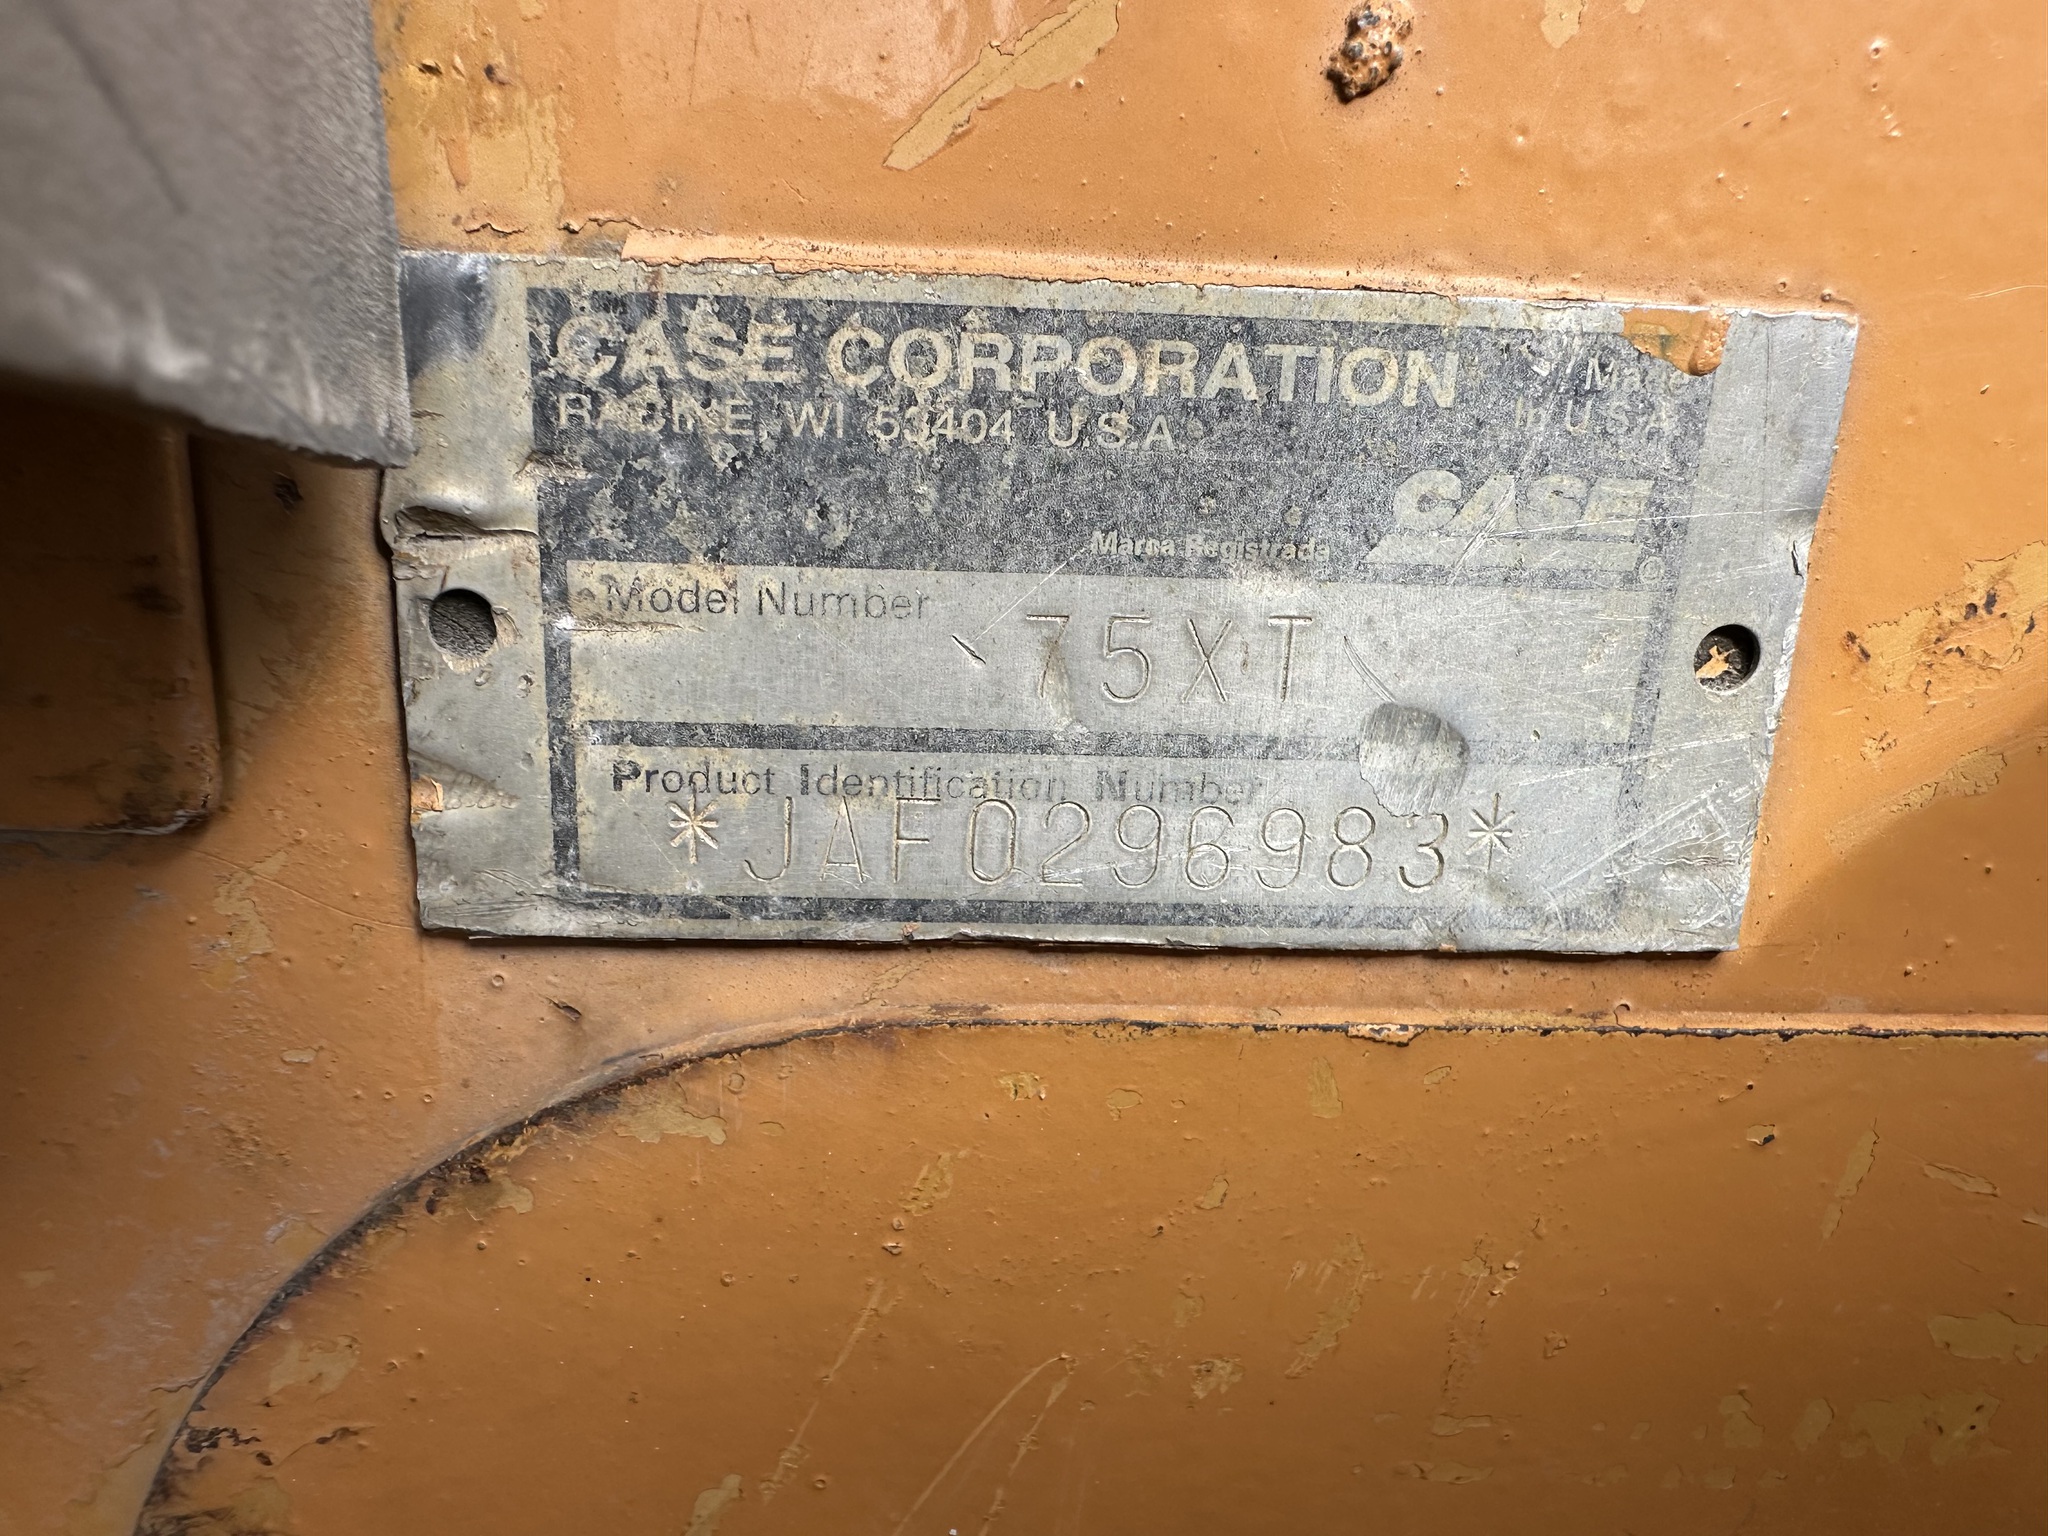 CASE CORPORATION
RACINE, WI 53404 U.S.A.
Made
In U.S.A.
CASE
Marca Registrada
®
Model Number
75XT
Product Identification Number
*JAF0296983*